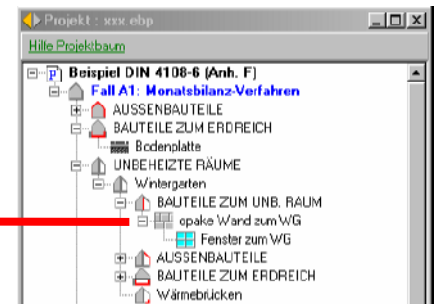 Projekt : xxx.ebp
Hilfe Projektbaum
Beispiel DIN 4108-6 (Anh. F)
Fall A1: Monatsbilanz-Verfahren
AUSSENBAUTEILE
BAUTEILE ZUM ERDREICH
Bodenplatte
UNBEHEIZTE RÄUME
Wintergarten
BAUTEILE ZUM UNB. RAUM
opake Wand zum WG
Fenster zum WG
AUSSENBAUTEILE
BAUTEILE ZUM ERDREICH
Wärmebrücken